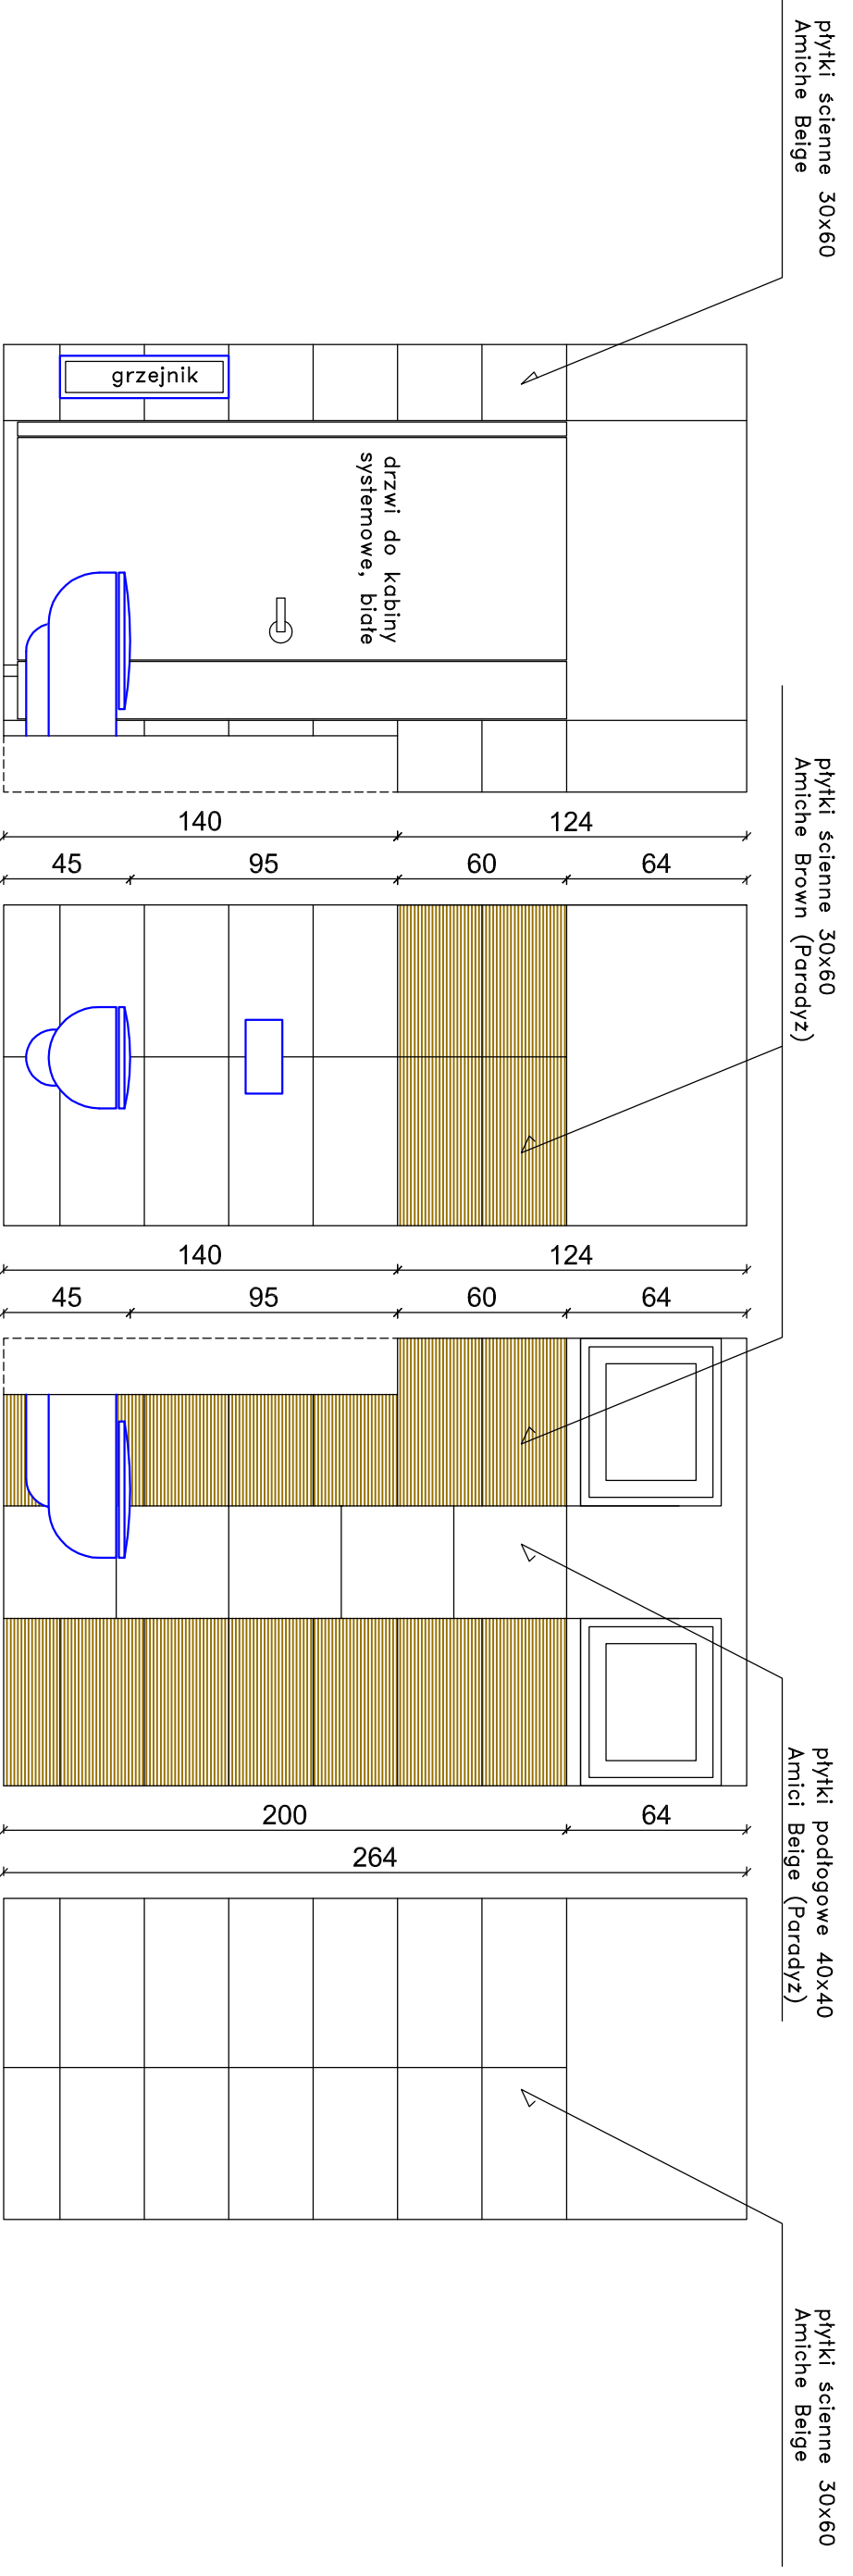 płytki ścienne 30x60
Amiche Beige
grzejnik
drzwi do kabiny
systemowe, białe
140
124
45
95
60
64
płytki ścienne 30x60
Amiche Brown (Paradyż)
140
124
45
95
60
64
płytki podłogowe 40x40
Amici Beige (Paradyż)
200
64
264
płytki ścienne 30x60
Amiche Beige